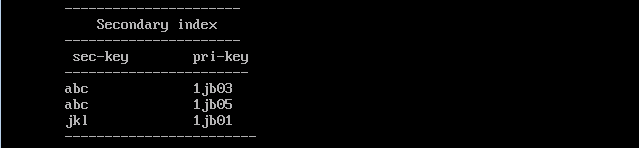 ----------------------
Secondary index
----------------------
sec-key pri-key
-----------------------
abc 1jb03
abc 1jb05
jkl 1jb01
------------------------